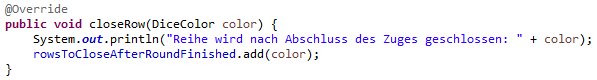 @Override
public void closeRow(DiceColor color) {
System.out.println("Reihe wird nach Abschluss des Zuges geschlossen: " + color);
rowsToCloseAfterRoundFinished.add(color);
}